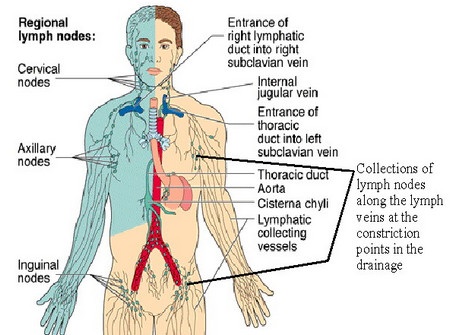 Regional
lymph nodes:
Cervical
nodes
Axillary
nodes
Inguinal
nodes
Entrance of
right lymphatic
duct into right
subclavian vein
Internal
jugular vein
Entrance of
thoracic
duct into left
subclavian vein
Thoracic duct
Aorta
Cisterna chyli
Lymphatic
collecting
vessels
Collections of
lymph nodes
along the lymph
veins at the
constriction
points in the
drainage